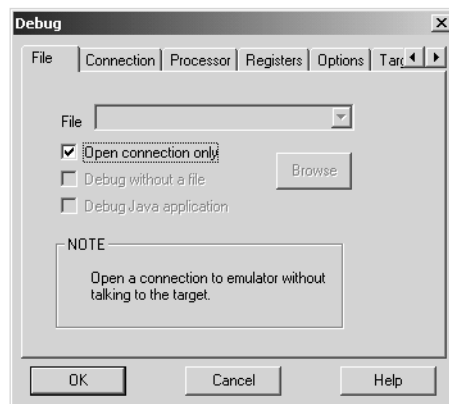 Debug
File Connection Processor Registers Options
File
Open connection only
Debug without a file
Browse
Debug Java application
NOTE
Open a connection to emulator without
talking to the target.
OK Cancel Help